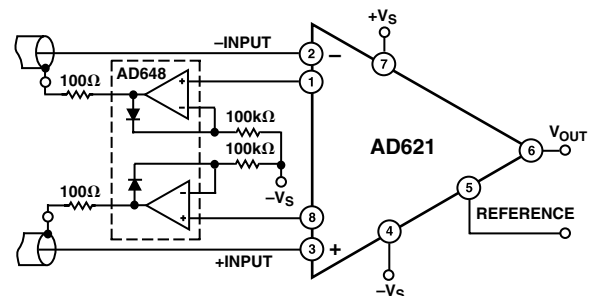 +VS
–INPUT
2
–
7
100Ω
AD648
+
1
–
100kΩ
AD621
VOUT
6
100kΩ
5
100Ω
–
–VS
REFERENCE
+
8
4
3
+
+INPUT
–VS